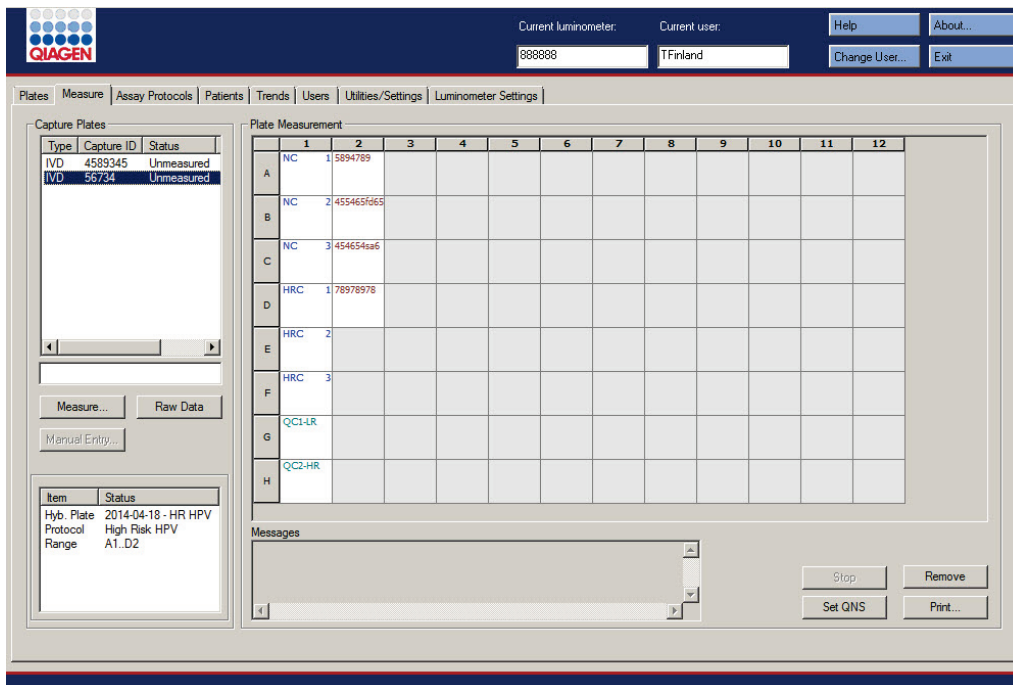 Current luminometer: Current user: Help About...
QIAGEN 888888 TFinland Change User... Exit
Plates Measure Assay Protocols Patients Trends Users Utilities/Settings Luminometer Settings
Capture Plates
Type Capture ID Status
IVD 4589345 Unmeasured
IVD 56734 Unmeasured
Measure... Raw Data
Manual Entry...
Item Status
Hyb. Plate 2014-04-18 - HR HPV
Protocol High Risk HPV
Range A1..D2
Plate Measurement
1 2 3 4 5 6 7 8 9 10 11 12
A NC 1 5894789
B NC 2 455465fd65
C NC 3 454654sa6
D HRC 1 78978978
E HRC 2
F HRC 3
G QC1-LR
H QC2-HR
Messages
Stop Remove
Set QNS Print...